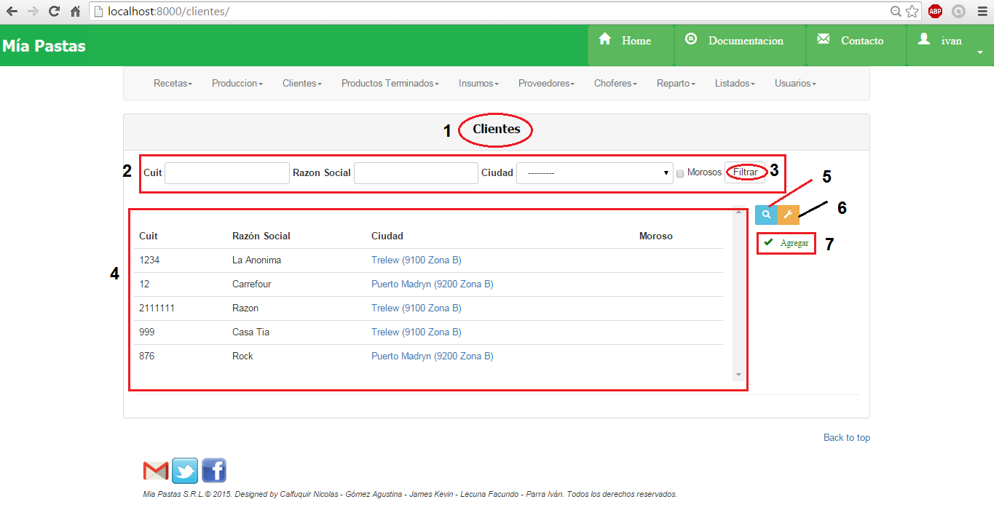 localhost:8000/clientes/
ABP
Mía Pastas
Home
Documentacion
Contacto
ivan
Recetas Produccion Clientes Productos Terminados Insumos Proveedores Choferes Reparto Listados Usuarios
1 Clientes
2 Cuit Razon Social Ciudad --------- Morosos Filtrar 3
5
6
Cuit Razón Social Ciudad Moroso
7 Agregar
1234 La Anonima Trelew (9100 Zona B)
4
12 Carrefour Puerto Madryn (9200 Zona B)
2111111 Razon Trelew (9100 Zona B)
999 Casa Tia Trelew (9100 Zona B)
876 Rock Puerto Madryn (9200 Zona B)
Back to top
Mia Pastas S.R.L.© 2015. Designed by Calfuquir Nicolas - Gómez Agustina - James Kevin - Lecuna Facundo - Parra Iván. Todos los derechos reservados.